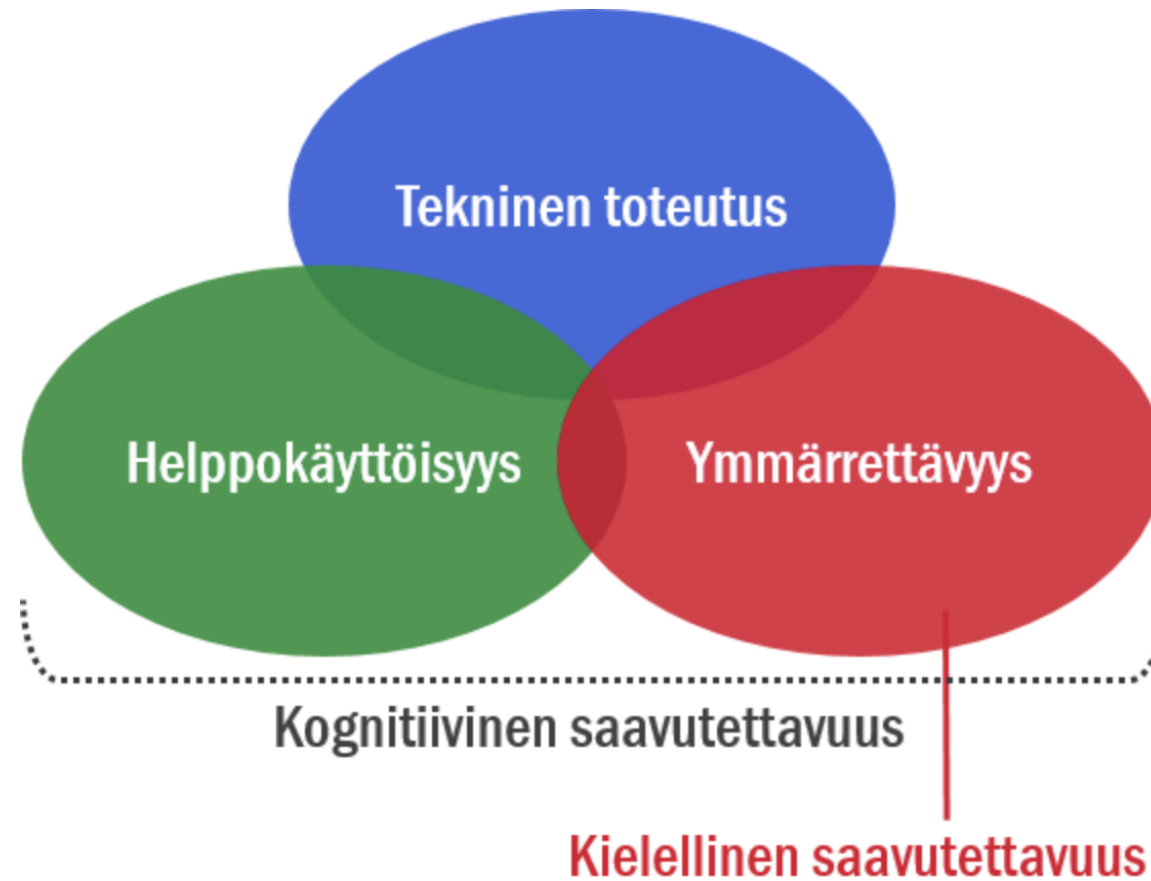 Tekninen toteutus
Helppokäyttöisyys
Ymmärrettävyys
Kognitiivinen saavutettavuus
Kielellinen saavutettavuus